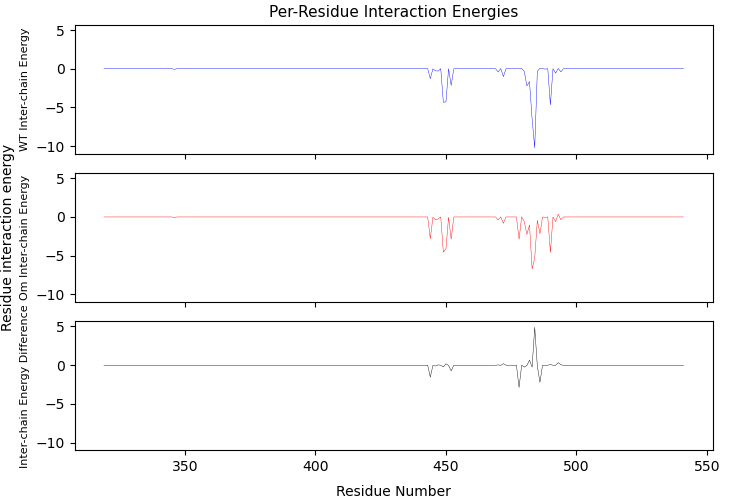 Per-Residue Interaction Energies
Residue interaction energy
WT Inter-chain Energy
5
0
−5
−10
Om Inter-chain Energy
5
0
−5
−10
Inter-chain Energy Difference
5
0
−5
−10
350
400
450
500
550
Residue Number